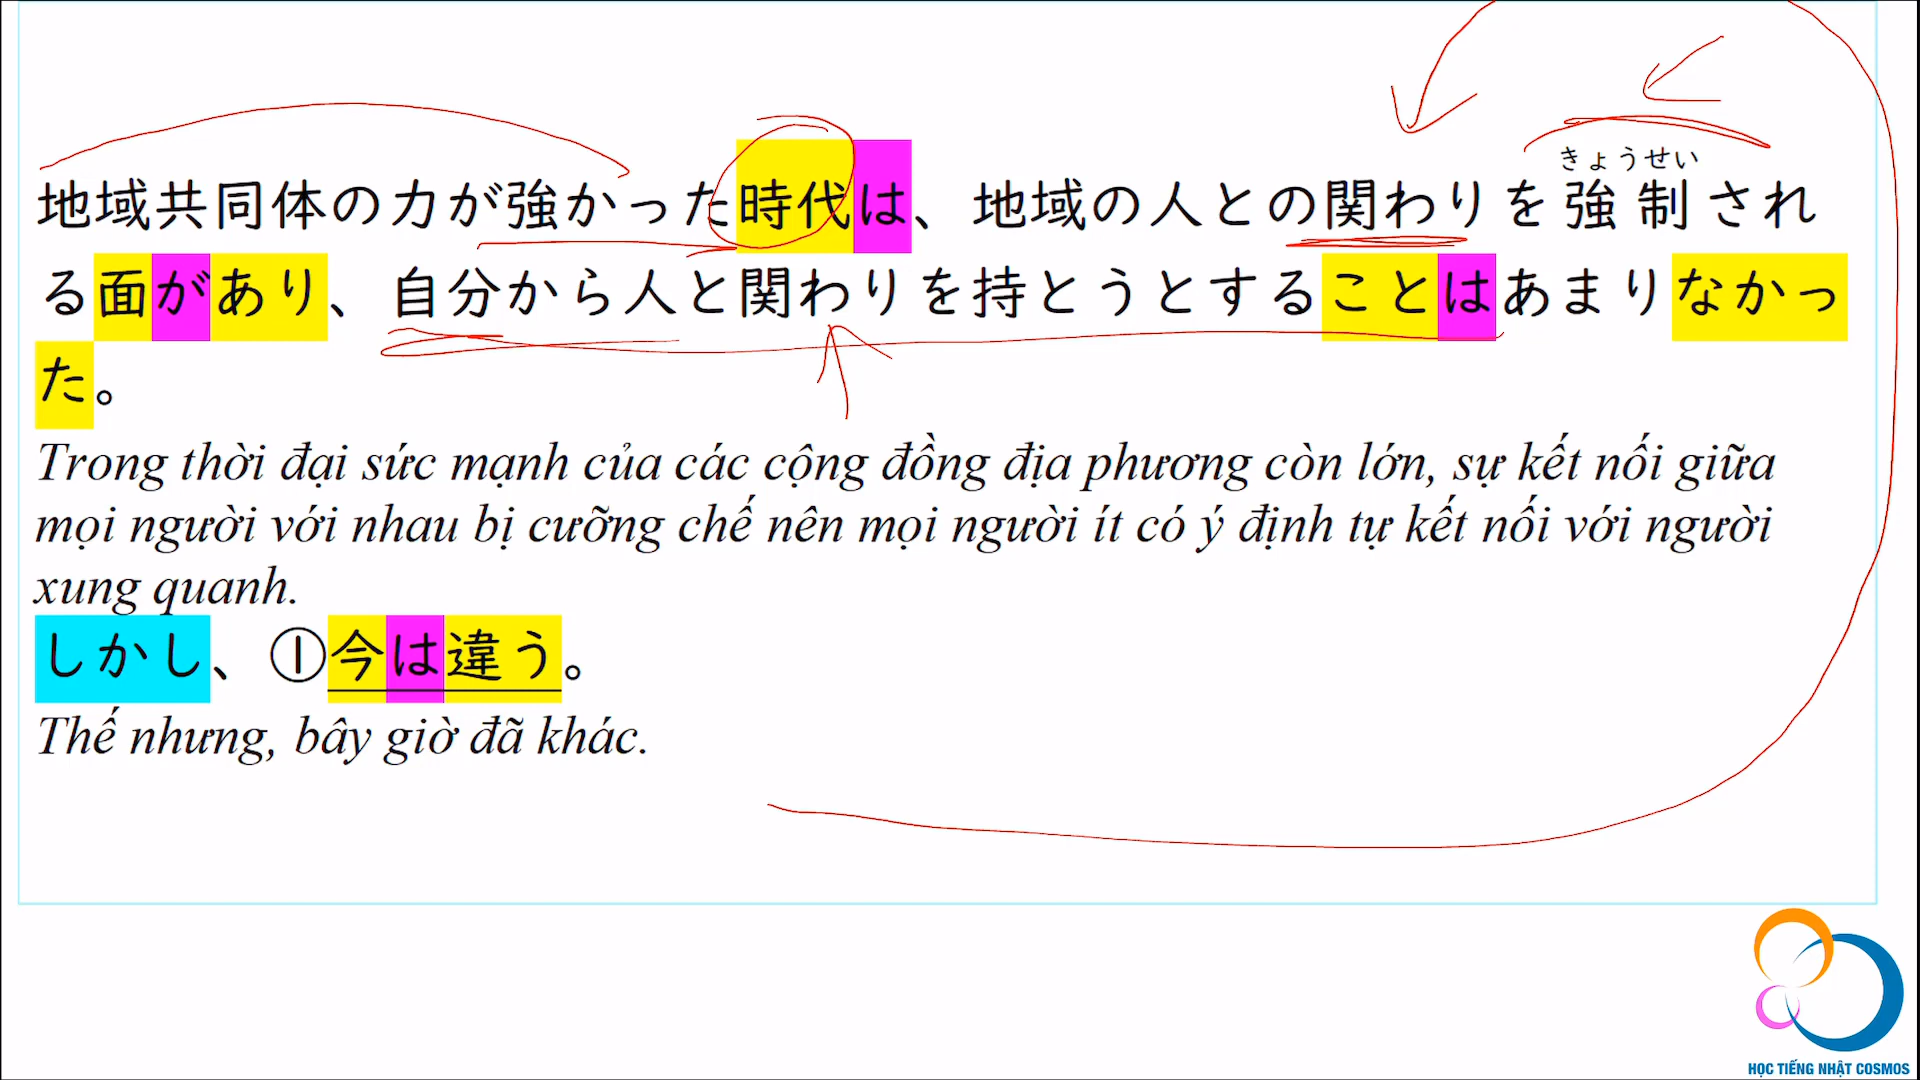 きょうせい
地域共同体の力が強かった時代は、地域の人との関わりを強制され
る面があり、自分から人と関わりを持とうとすることはあまりなかっ
た。
Trong thời đại sức mạnh của các cộng đồng địa phương còn lớn, sự kết nối giữa
mọi người với nhau bị cưỡng chế nên mọi người ít có ý định tự kết nối với người
xung quanh.
しかし、①今は違う。
Thế nhưng, bây giờ đã khác.
HỌC TIẾNG NHẬT COSMOS